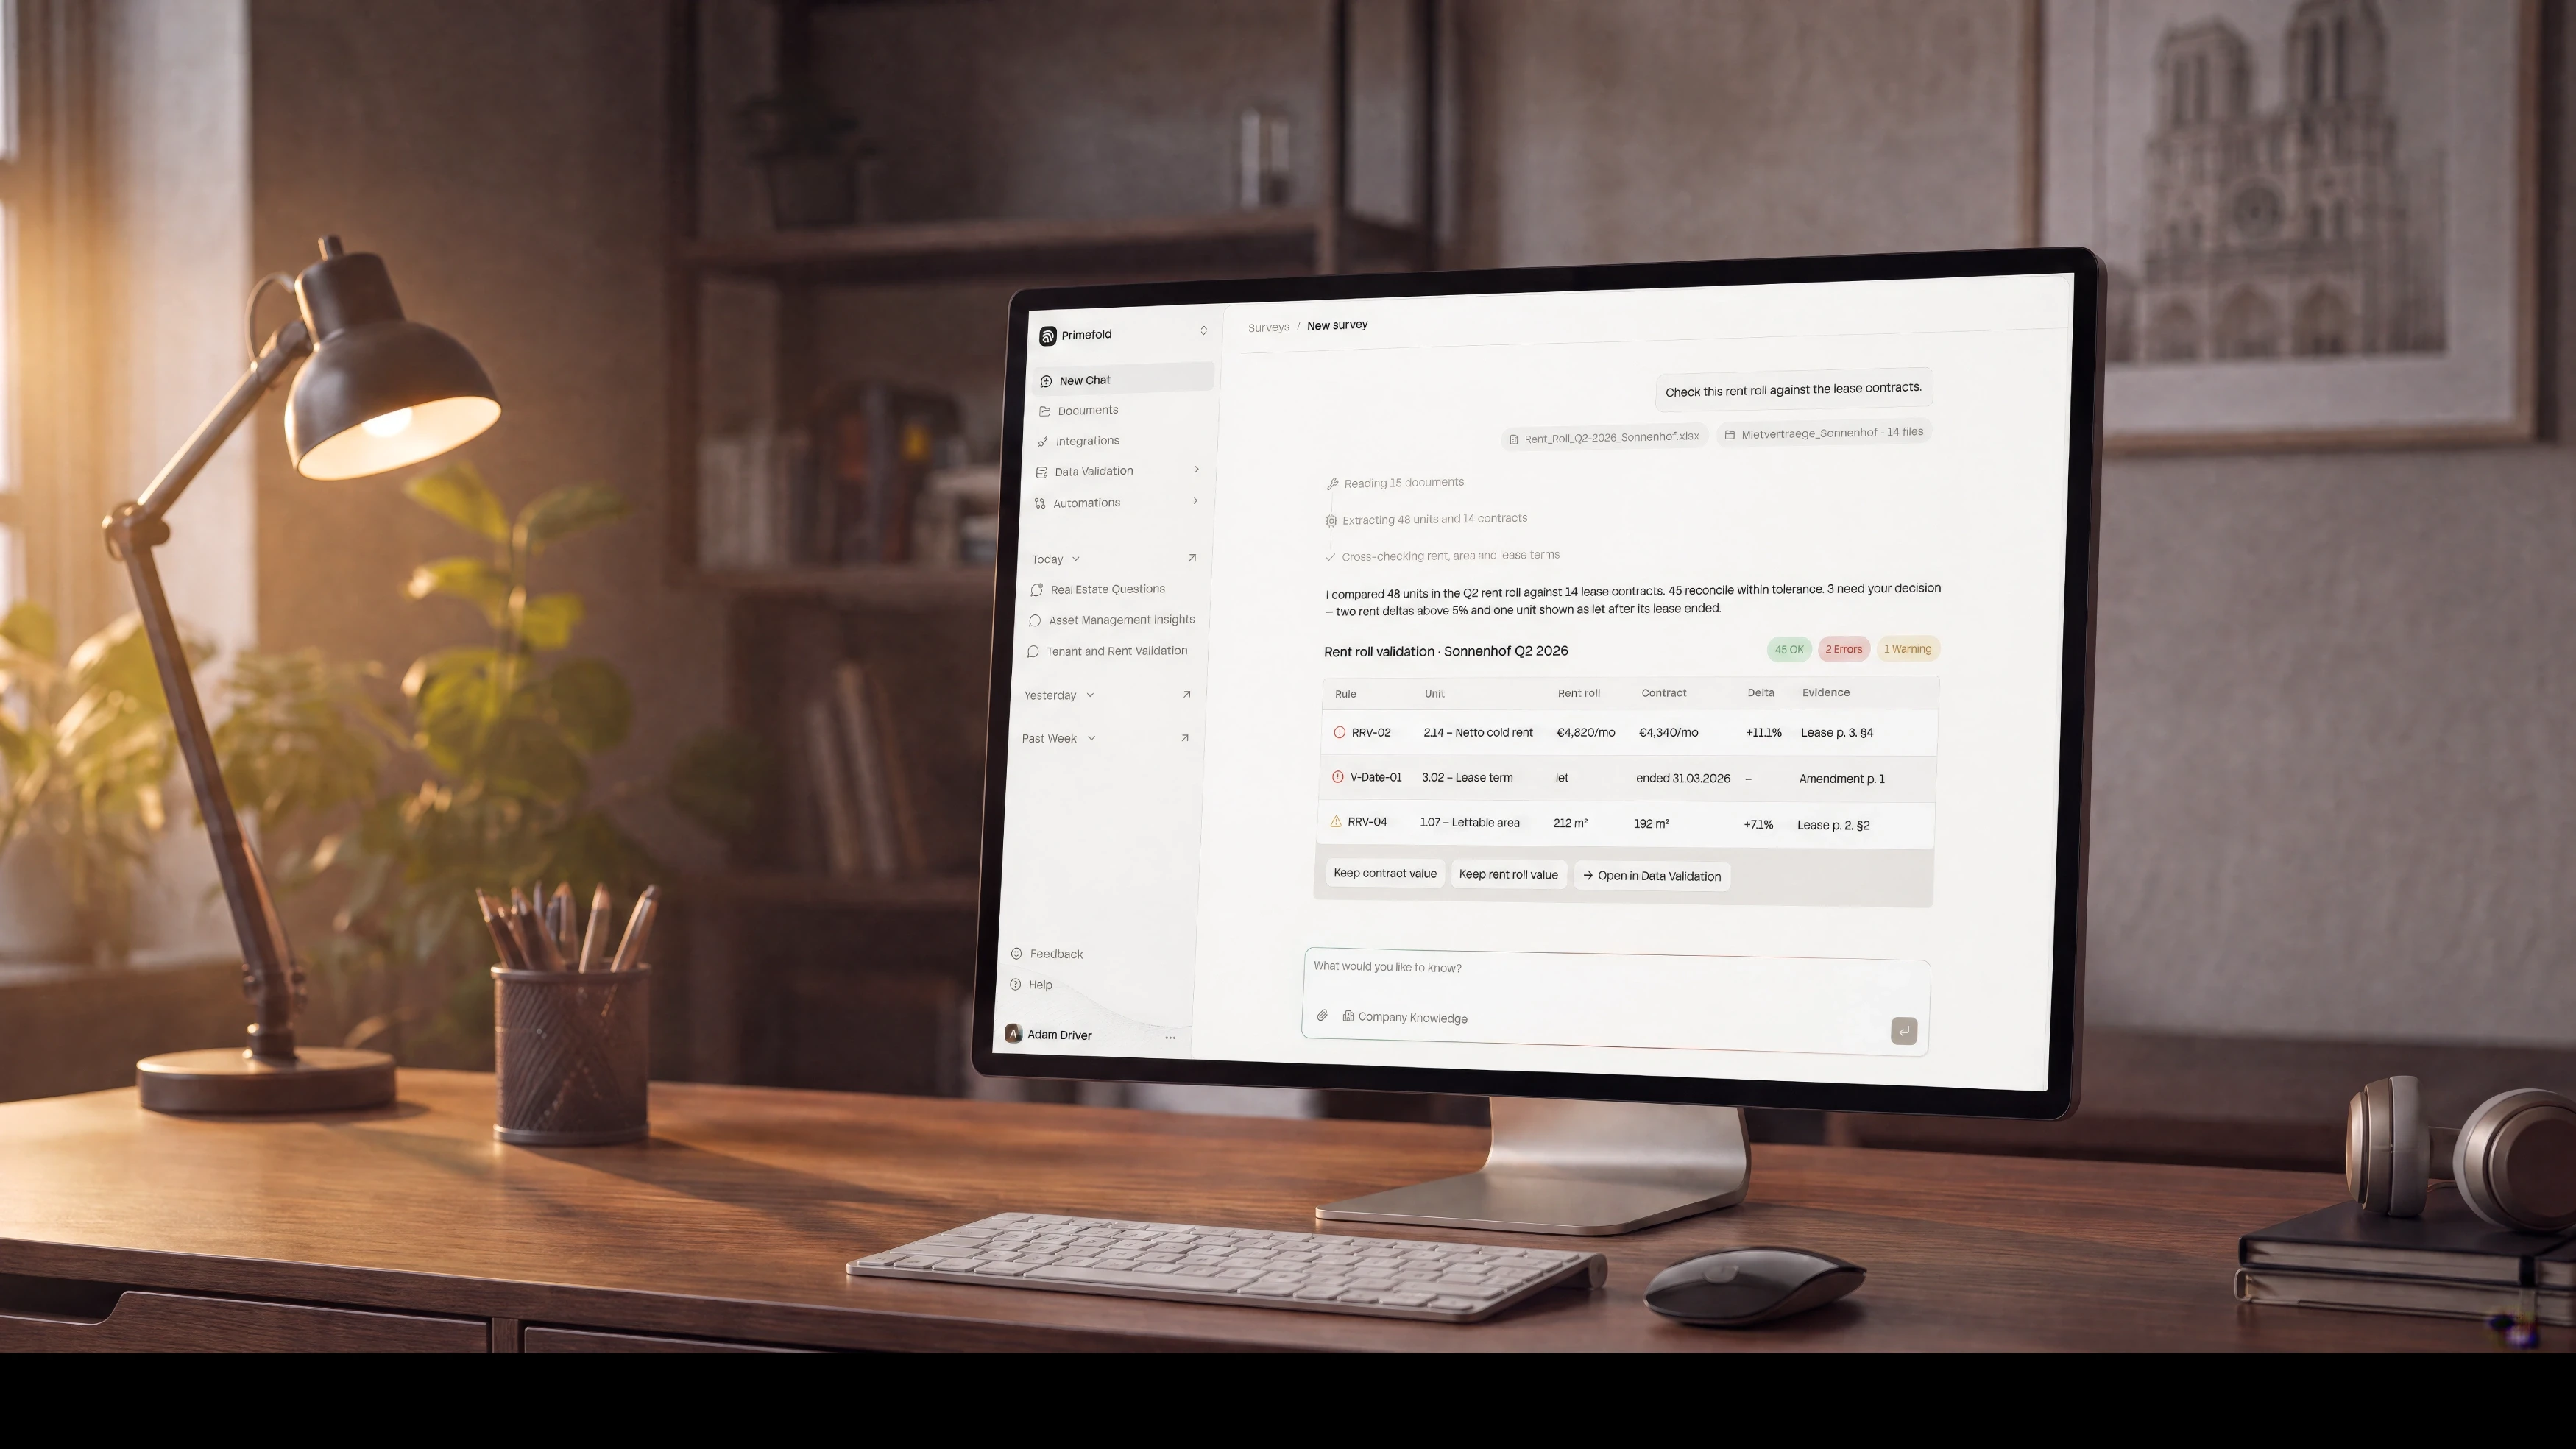 Primefold
New Chat
Documents
Integrations
Data Validation
Automations
Today
Real Estate Questions
Asset Management Insights
Tenant and Rent Validation
Yesterday
Past Week
Feedback
Help
A Adam Driver
Surveys / New survey
Check this rent roll against the lease contracts.
Rent_Roll_Q2-2026_Sonnenhof.xlsx Mietvertraege_Sonnenhof - 14 files
Reading 15 documents
Extracting 48 units and 14 contracts
Cross-checking rent, area and lease terms
I compared 48 units in the Q2 rent roll against 14 lease contracts. 45 reconcile within tolerance. 3 need your decision
– two rent deltas above 5% and one unit shown as let after its lease ended.
Rent roll validation · Sonnenhof Q2 2026 45 OK 2 Errors 1 Warning
Rule Unit Rent roll Contract Delta Evidence
RRV-02 2.14 – Netto cold rent €4,820/mo €4,340/mo +11.1% Lease p. 3. §4
V-Date-01 3.02 – Lease term let ended 31.03.2026 – Amendment p. 1
RRV-04 1.07 – Lettable area 212 m² 192 m² +7.1% Lease p. 2. §2
Keep contract value Keep rent roll value → Open in Data Validation
What would you like to know?
Company Knowledge